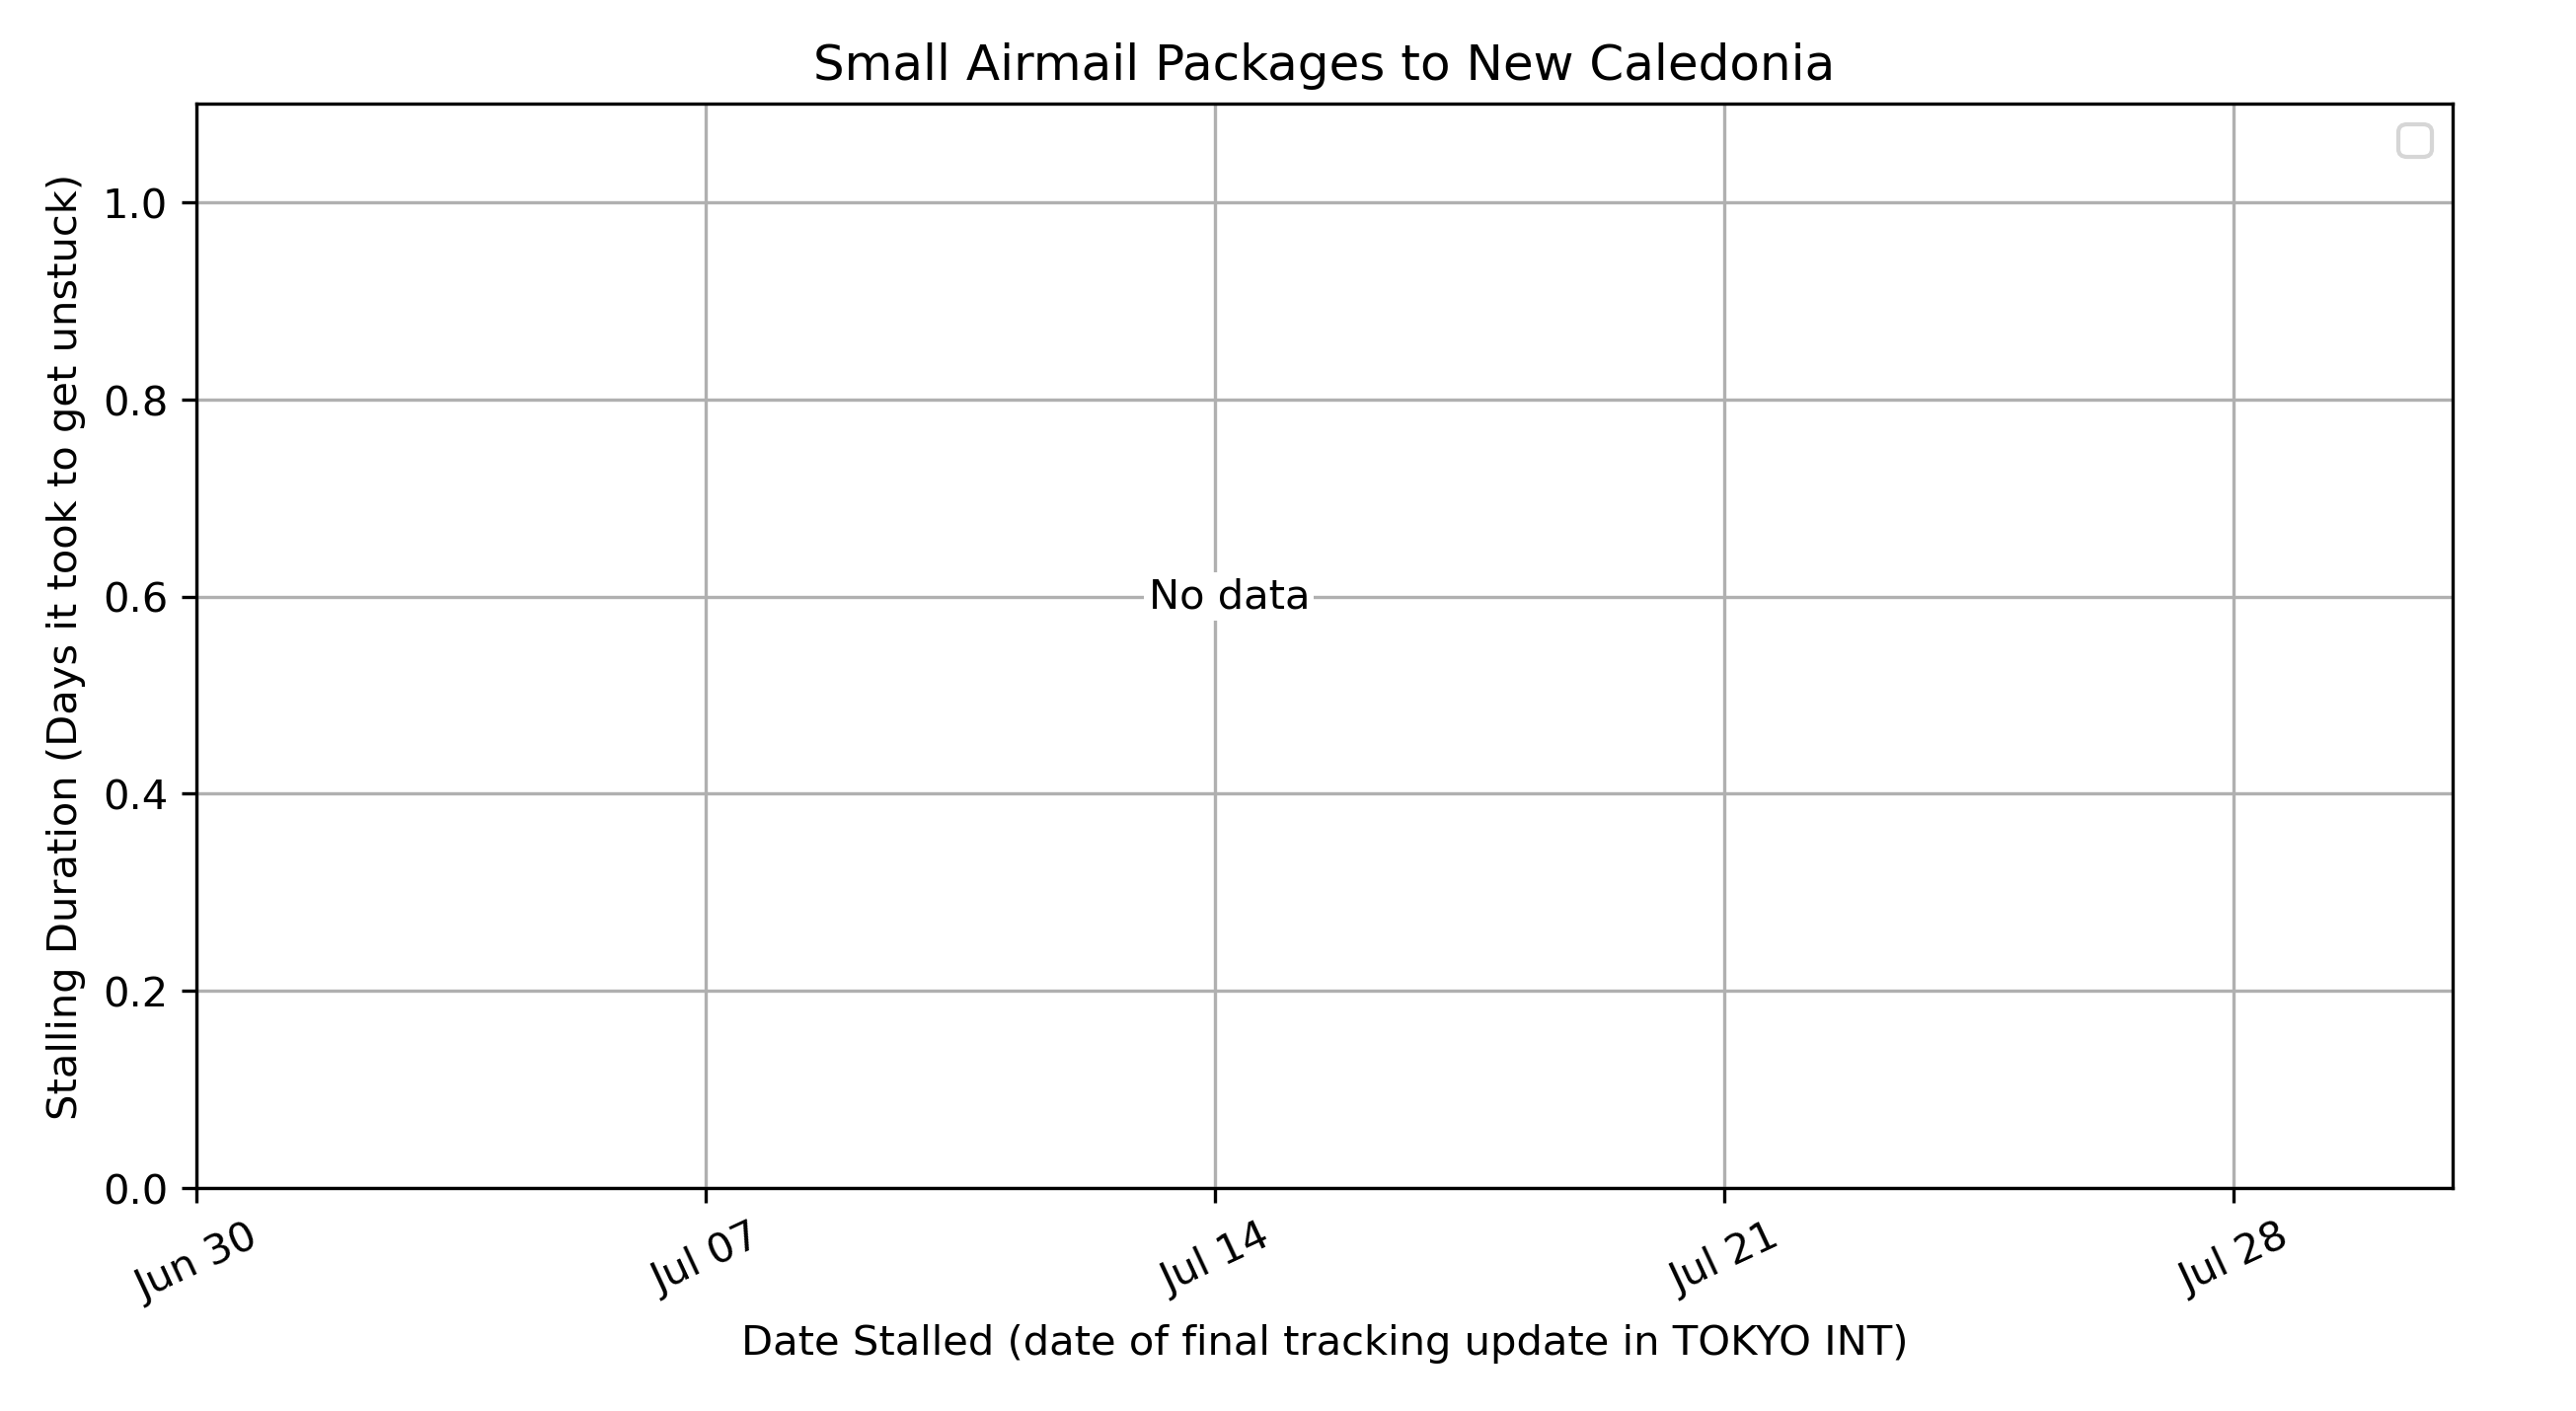 Small Airmail Packages to New Caledonia
Stalling Duration (Days it took to get unstuck)
1.0
0.8
0.6
0.4
0.2
0.0
No data
Jun 30
Jul 07
Jul 14
Jul 21
Jul 28
Date Stalled (date of final tracking update in TOKYO INT)